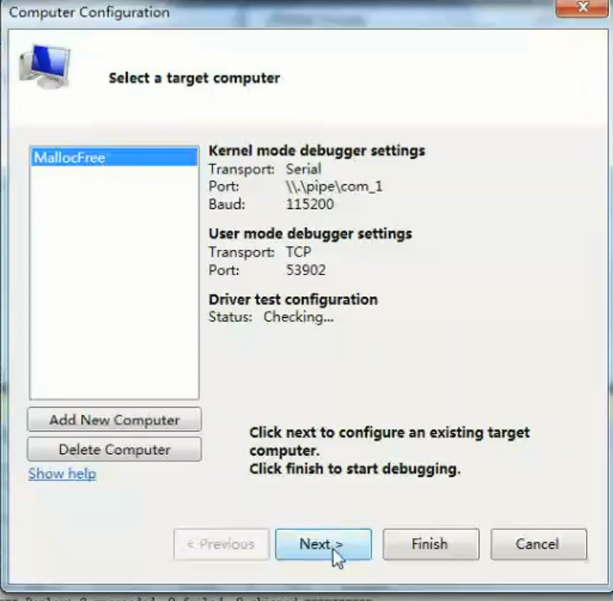 Computer Configuration
Select a target computer
MallocFree
Kernel mode debugger settings
Transport: Serial
Port: \\.\pipe\com_1
Baud: 115200
User mode debugger settings
Transport: TCP
Port: 53902
Driver test configuration
Status: Checking...
Add New Computer
Delete Computer
Show help
Click next to configure an existing target
computer.
Click finish to start debugging.
< Previous
Next >
Finish
Cancel